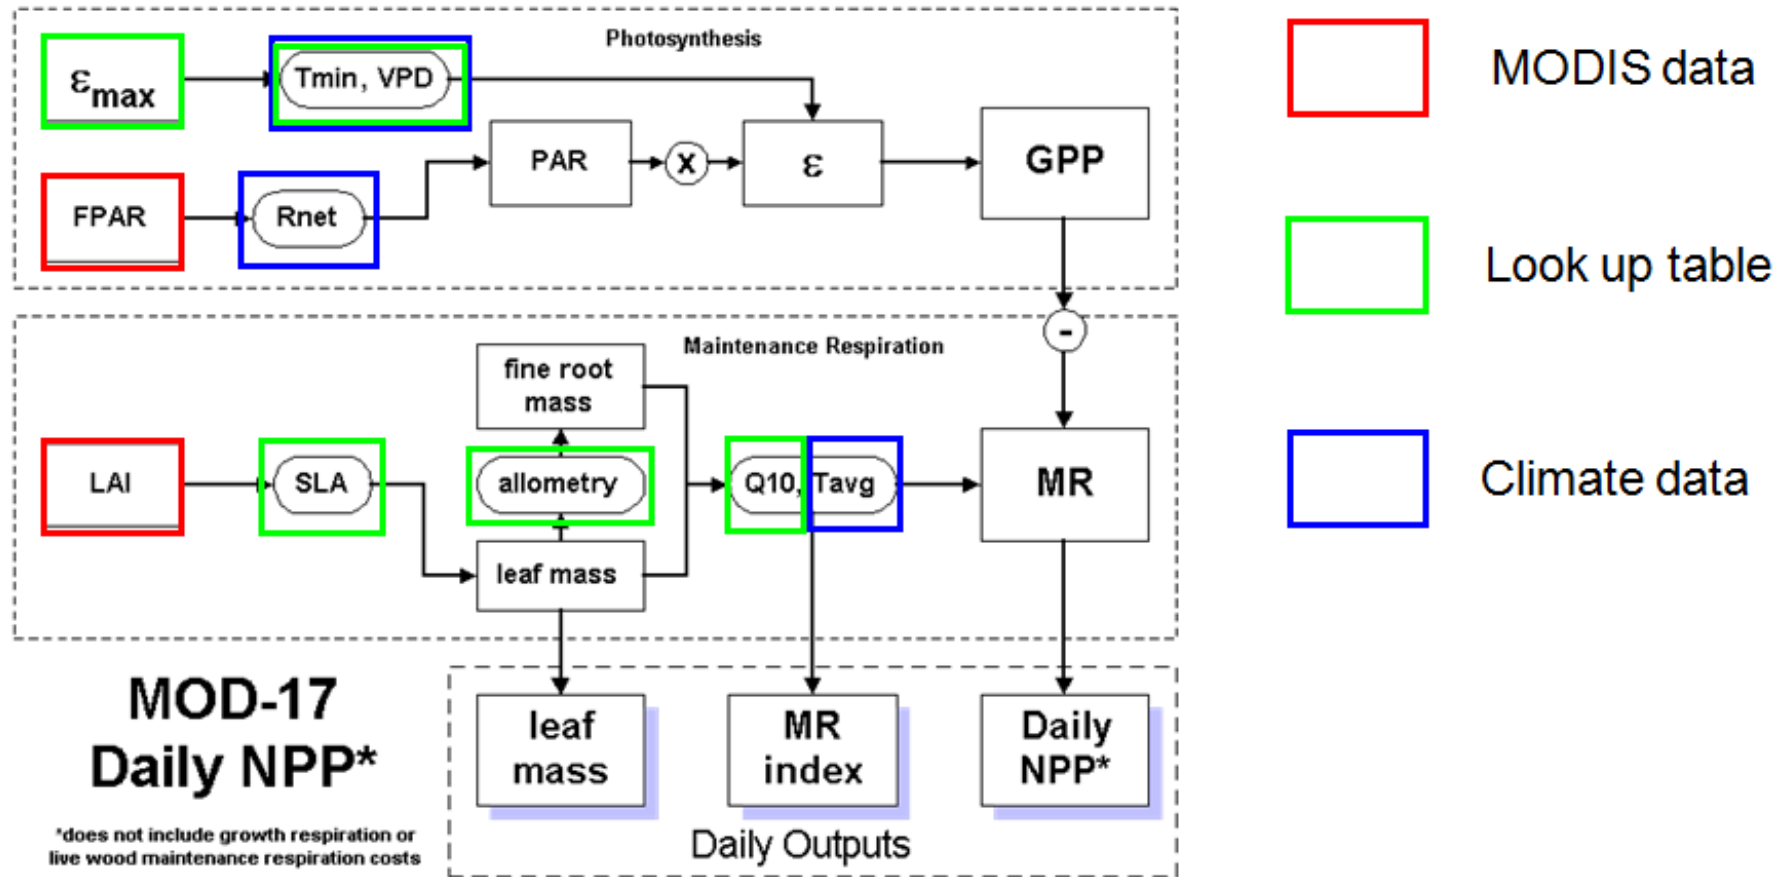 Photosynthesis
εmax
Tmin, VPD
FPAR
Rnet
PAR
X
ε
GPP
-
Maintenance Respiration
fine root
mass
LAI
SLA
allometry
Q10, Tavg
MR
leaf mass
MOD-17
Daily NPP*
*does not include growth respiration or
live wood maintenance respiration costs
leaf
mass
MR
index
Daily
NPP*
Daily Outputs
MODIS data
Look up table
Climate data